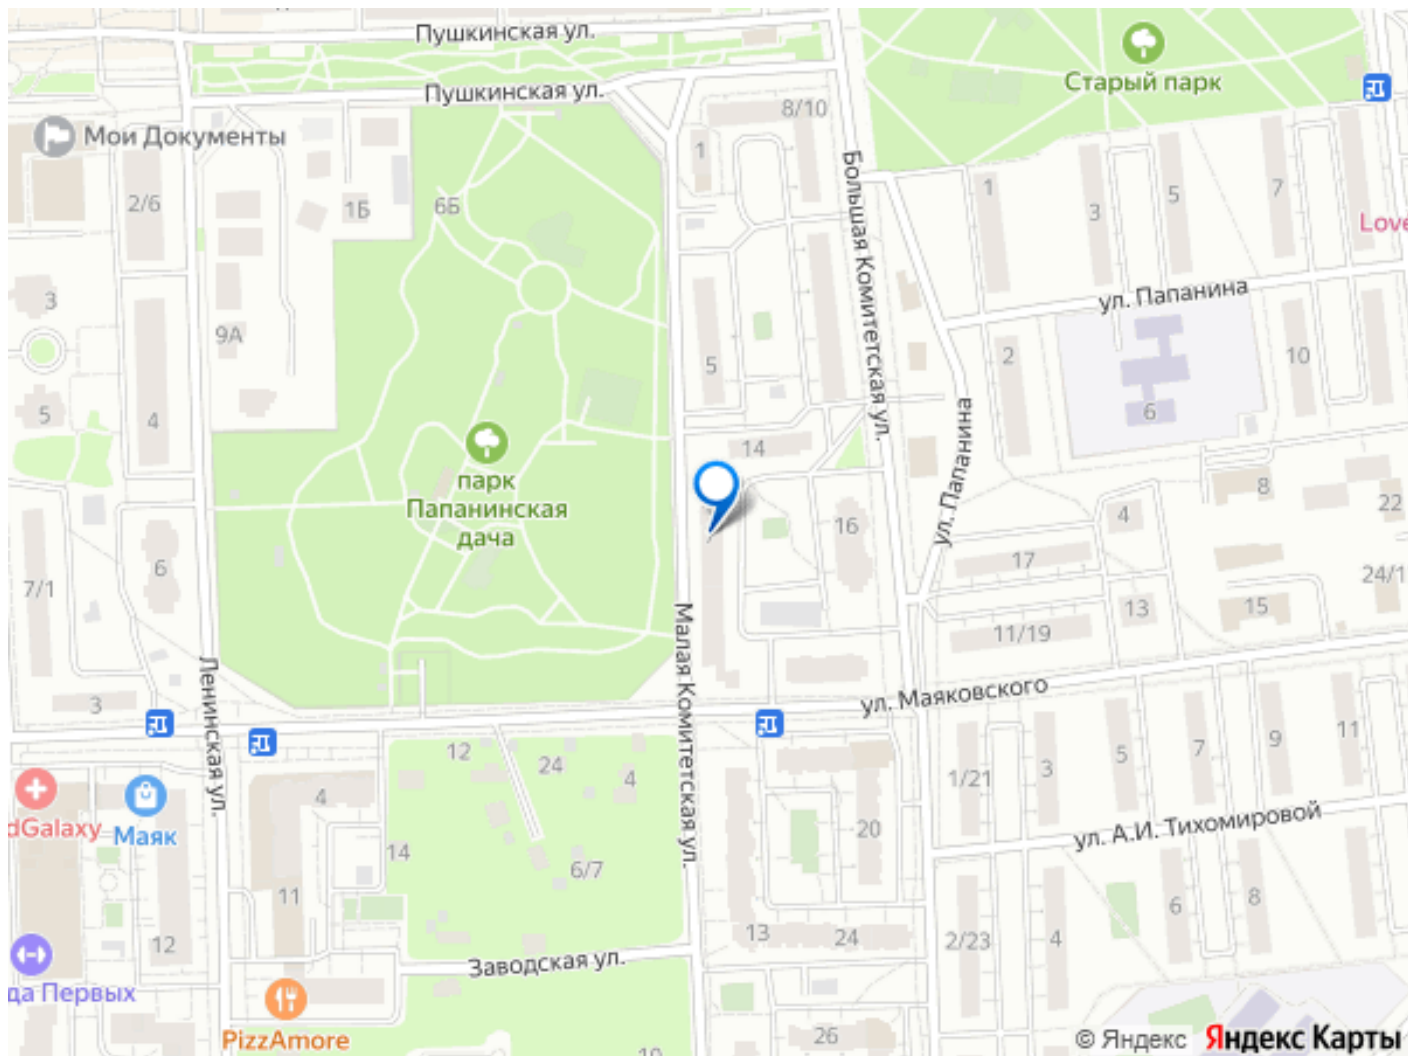 Пушкинская ул.
Старый парк
Пушкинская ул.
8/10
Мои Документы
1
Большая Комитетская ул.
2/6
1Б
6Б
1
3
5
7
Love
3
9А
ул. Папанина
5
2
10
5
4
6
14
парк
Папанинская
дача
ул. Папанина
16
4
8
22
7/1
6
17
24/1
13
15
11/19
Малая Комитетская ул.
Ленинская ул.
3
ул. Маяковского
12
24
4
1/21
3
5
7
9
11
dGalaxy
Маяк
4
ул. А.И. Тихомировой
20
14
6/7
11
6
8
12
13
24
2/23
4
Заводская ул.
да Первых
PizzAmore
26
© Яндекс Яндекс Карты